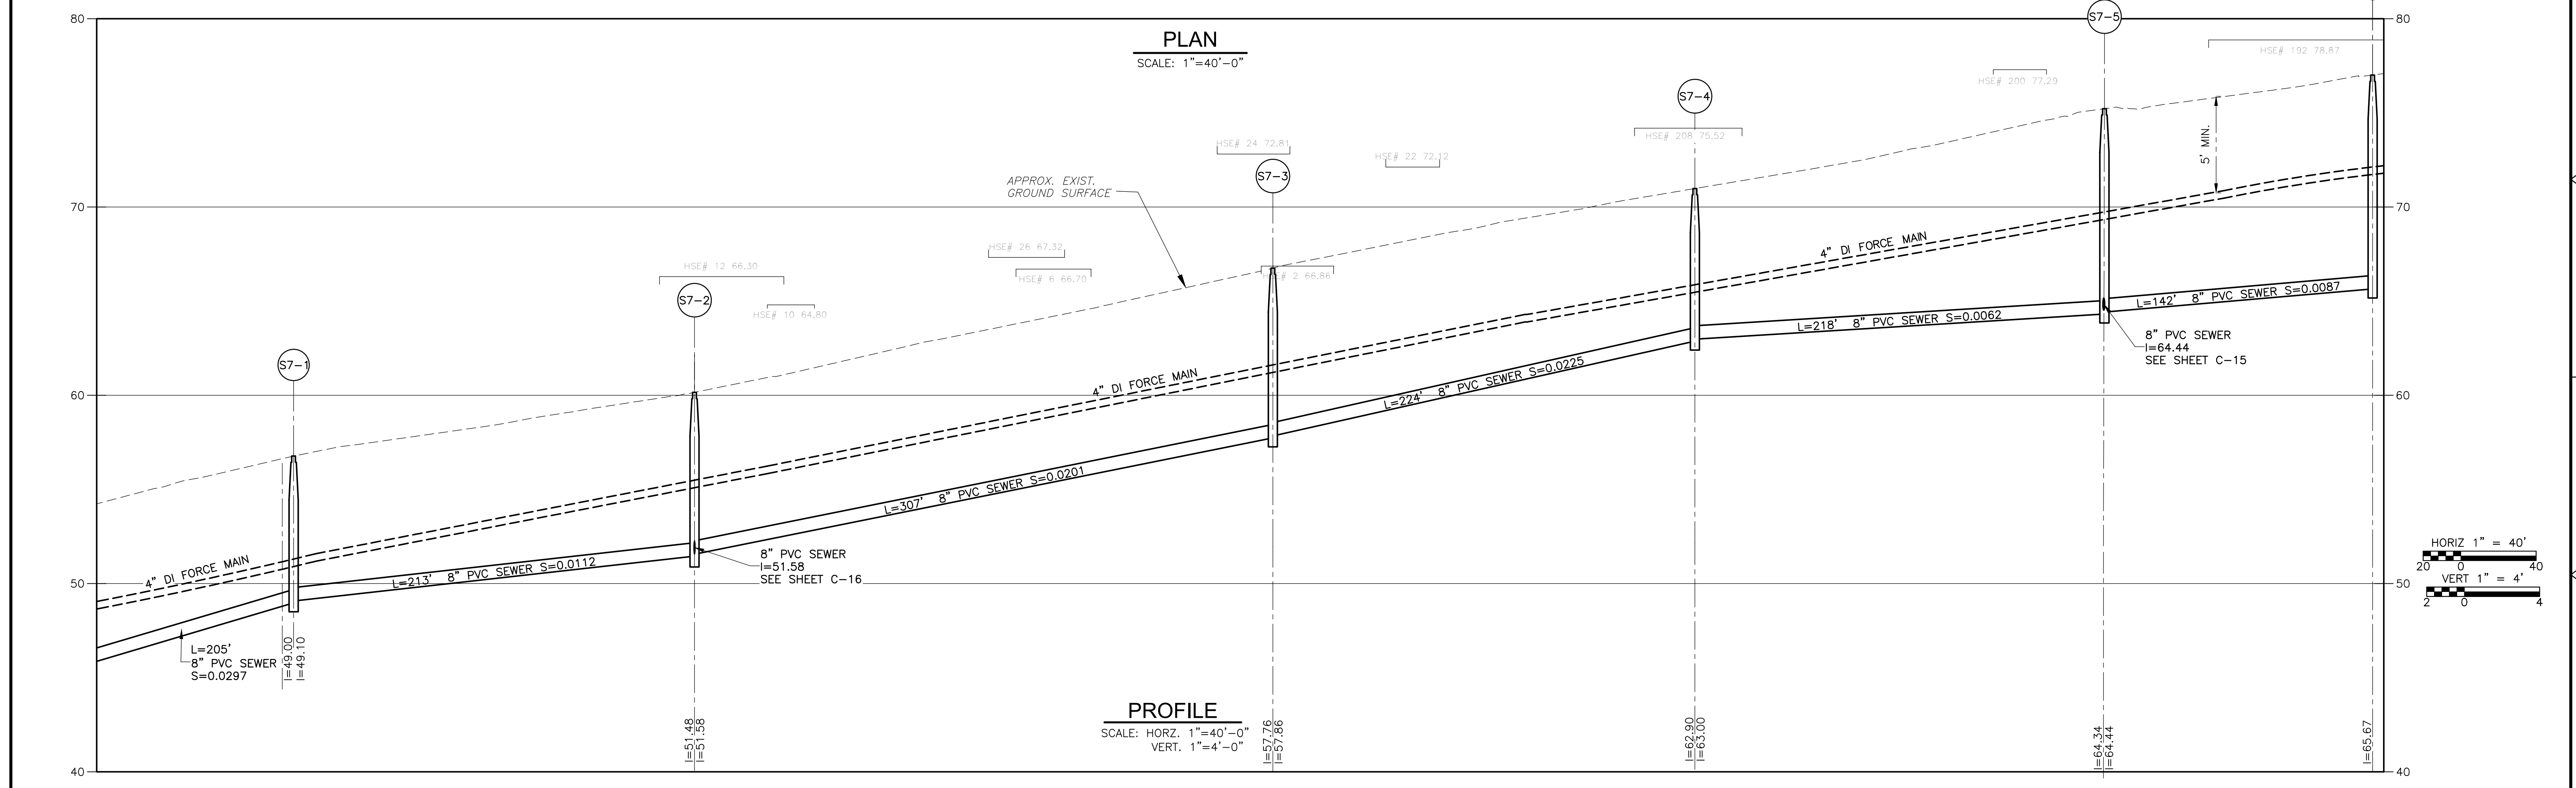 80
80
PLAN
SCALE: 1"=40'-0"
S7-5
HSE# 192 78.87
HSE# 200 77.29
S7-4
HSE# 208 75.52
5' MIN.
HSE# 24 72.81
HSE# 22 72.12
S7-3
APPROX. EXIST.
GROUND SURFACE
70
70
HSE# 26 67.32
HSE# 6 66.70
HSE# 2 66.86
HSE# 12 66.30
S7-2
HSE# 10 64.80
4" DI FORCE MAIN
L=142' 8" PVC SEWER S=0.0087
L=218' 8" PVC SEWER S=0.0062
8" PVC SEWER
I=64.44
SEE SHEET C-15
S7-1
60
60
4" DI FORCE MAIN
L=224' 8" PVC SEWER S=0.0225
L=307' 8" PVC SEWER S=0.0201
8" PVC SEWER
I=51.58
SEE SHEET C-16
4" DI FORCE MAIN
L=213' 8" PVC SEWER S=0.0112
50
50
HORIZ 1" = 40'
20 0 40
VERT 1" = 4'
2 0 4
L=205'
8" PVC SEWER
S=0.0297
I=49.00
I=49.10
I=51.48
I=51.58
PROFILE
SCALE: HORZ. 1"=40'-0"
VERT. 1"=4'-0"
I=57.76
I=57.86
I=62.90
I=63.00
I=64.34
I=64.44
I=65.67
40
40